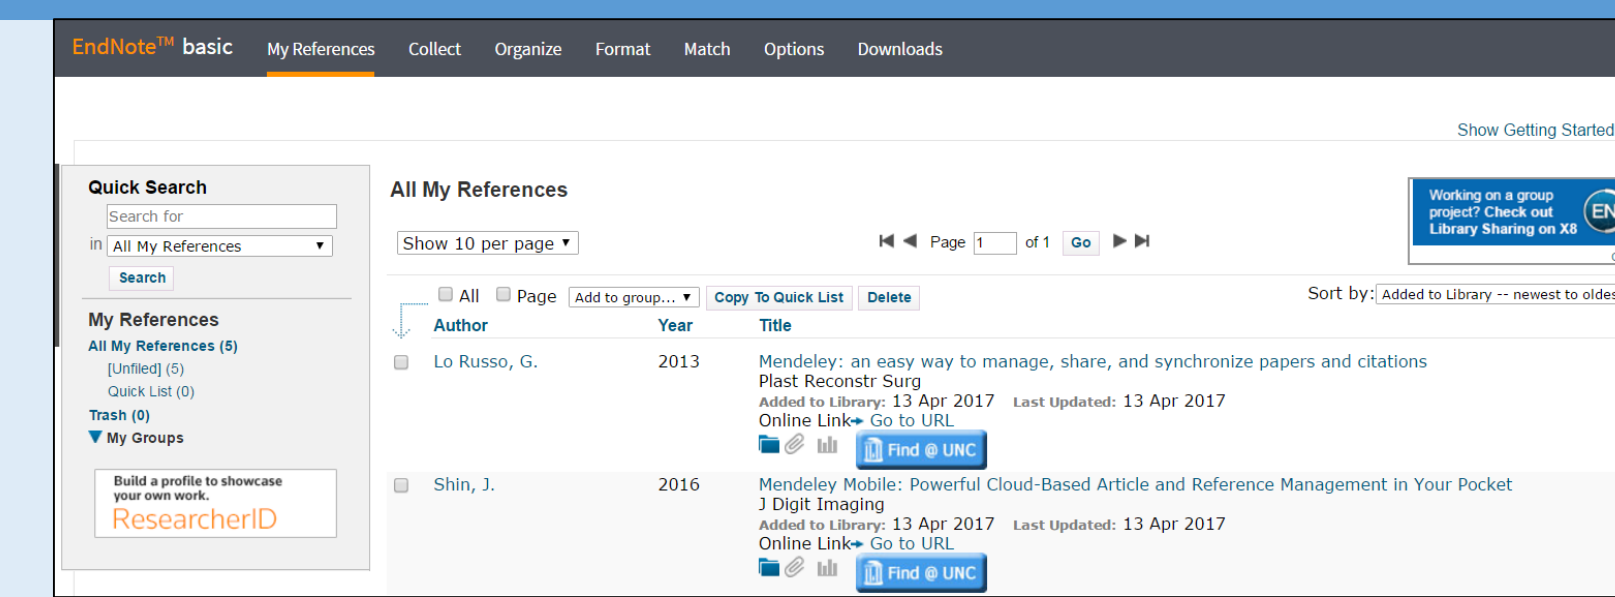 EndNote™ basic My References Collect Organize Format Match Options Downloads
Show Getting Started
Quick Search
Search for
in All My References
Search
My References
All My References (5)
[Unfiled] (5)
Quick List (0)
Trash (0)
My Groups
Build a profile to showcase
your own work.
ResearcherID
All My References
Show 10 per page
Page 1 of 1 Go
Working on a group
project? Check out
Library Sharing on X8
EN
All Page Add to group... Copy To Quick List Delete
Sort by: Added to Library -- newest to oldes
Author Year Title
Lo Russo, G. 2013 Mendeley: an easy way to manage, share, and synchronize papers and citations
Plast Reconstr Surg
Added to Library: 13 Apr 2017 Last Updated: 13 Apr 2017
Online Link➔ Go to URL
Find @ UNC
Shin, J. 2016 Mendeley Mobile: Powerful Cloud-Based Article and Reference Management in Your Pocket
J Digit Imaging
Added to Library: 13 Apr 2017 Last Updated: 13 Apr 2017
Online Link➔ Go to URL
Find @ UNC